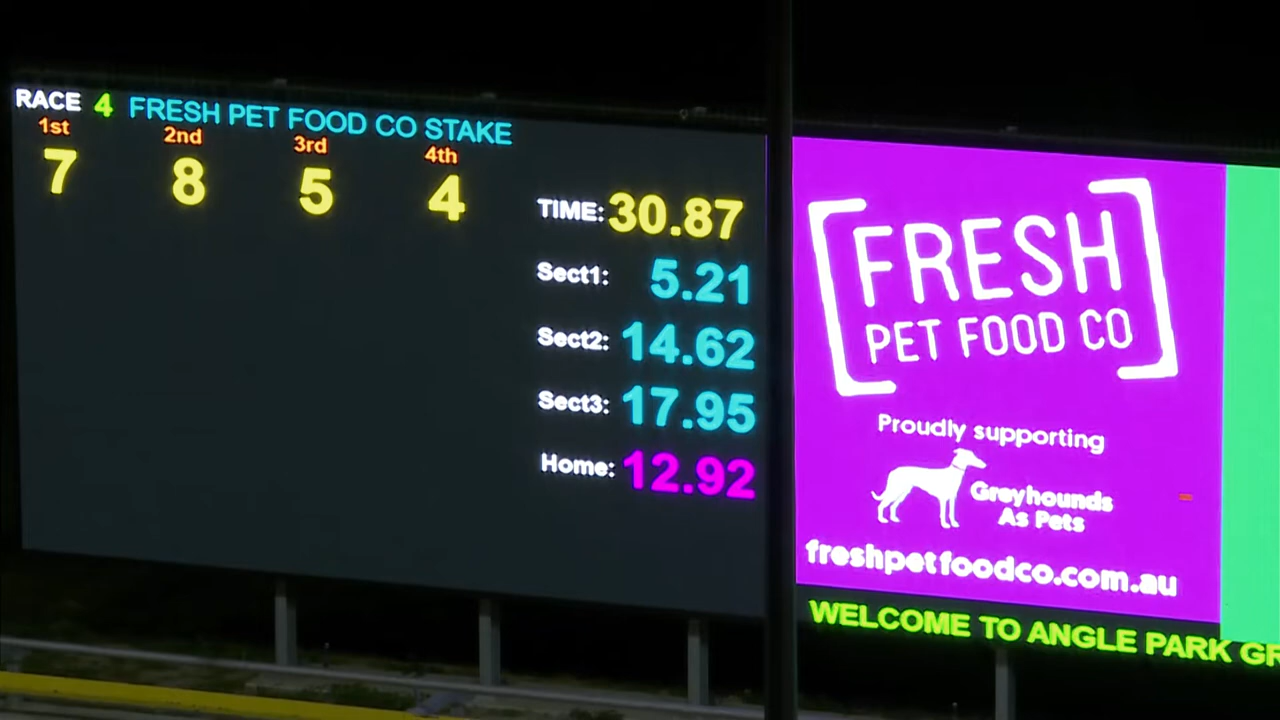 RACE 4 FRESH PET FOOD CO STAKE
1st 2nd 3rd 4th
7 8 5 4
TIME: 30.87
Sect1: 5.21
Sect2: 14.62
Sect3: 17.95
Home: 12.92
FRESH
PET FOOD CO
Proudly supporting
Greyhounds
As Pets
freshpetfoodco.com.au
WELCOME TO ANGLE PARK GR